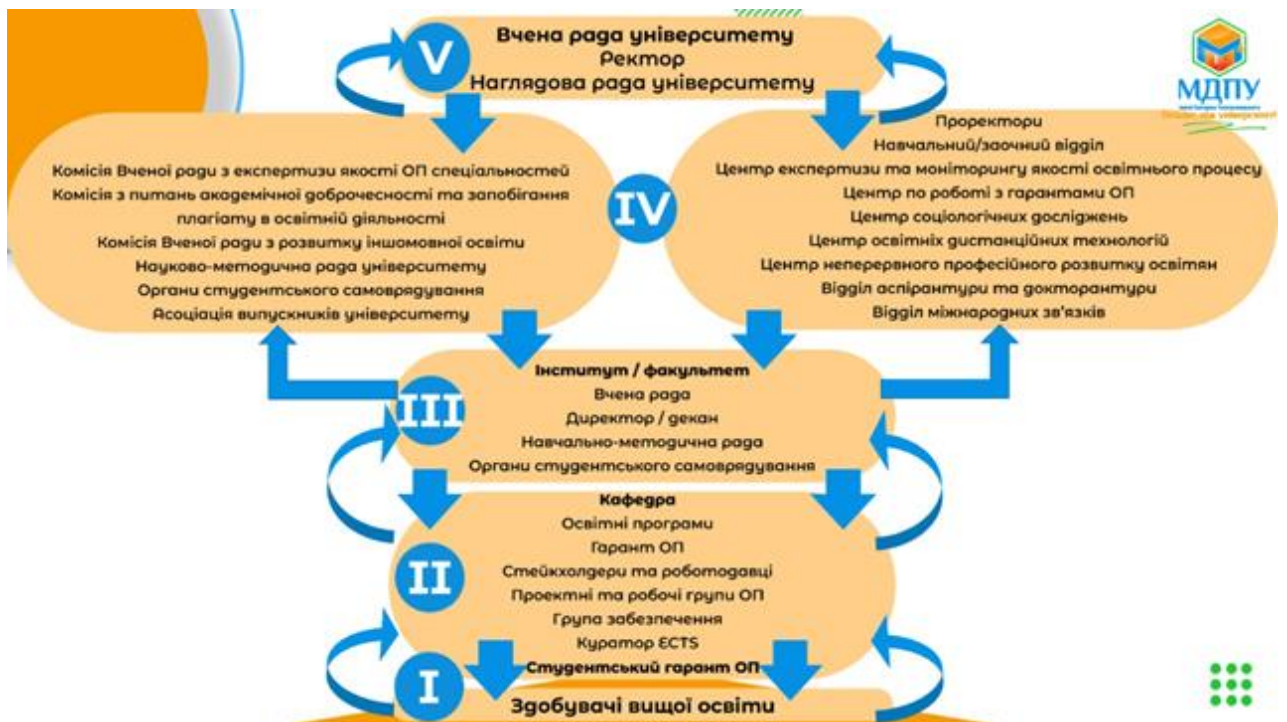 V
Вчена рада університету
Ректор
Наглядова рада університету
МДПУ
Комісія Вченої ради з експертизи якості ОП спеціальностей
Комісія з питань академічної доброчесності та запобігання
плагіату в освітній діяльності
Комісія Вченої ради з розвитку іншомовної освіти
Науково-методична рада університету
Органи студентського самоврядування
Асоціація випускників університету
IV
Проректори
Навчальний/заочний відділ
Центр експертизи та моніторингу якості освітнього процесу
Центр по роботі з гарантами ОП
Центр соціологічних досліджень
Центр освітніх дистанційних технологій
Центр неперервного професійного розвитку освітян
Відділ аспірантури та докторантури
Відділ міжнародних зв'язків
III
Інститут / факультет
Вчена рада
Директор / декан
Навчально-методична рада
Органи студентського самоврядування
II
Кафедра
Освітні програми
Гарант ОП
Стейкхолдери та роботодавці
Проектні та робочі групи ОП
Група забезпечення
Куратор ECTS
Студентський гарант ОП
I
Здобувачі вищої освіти